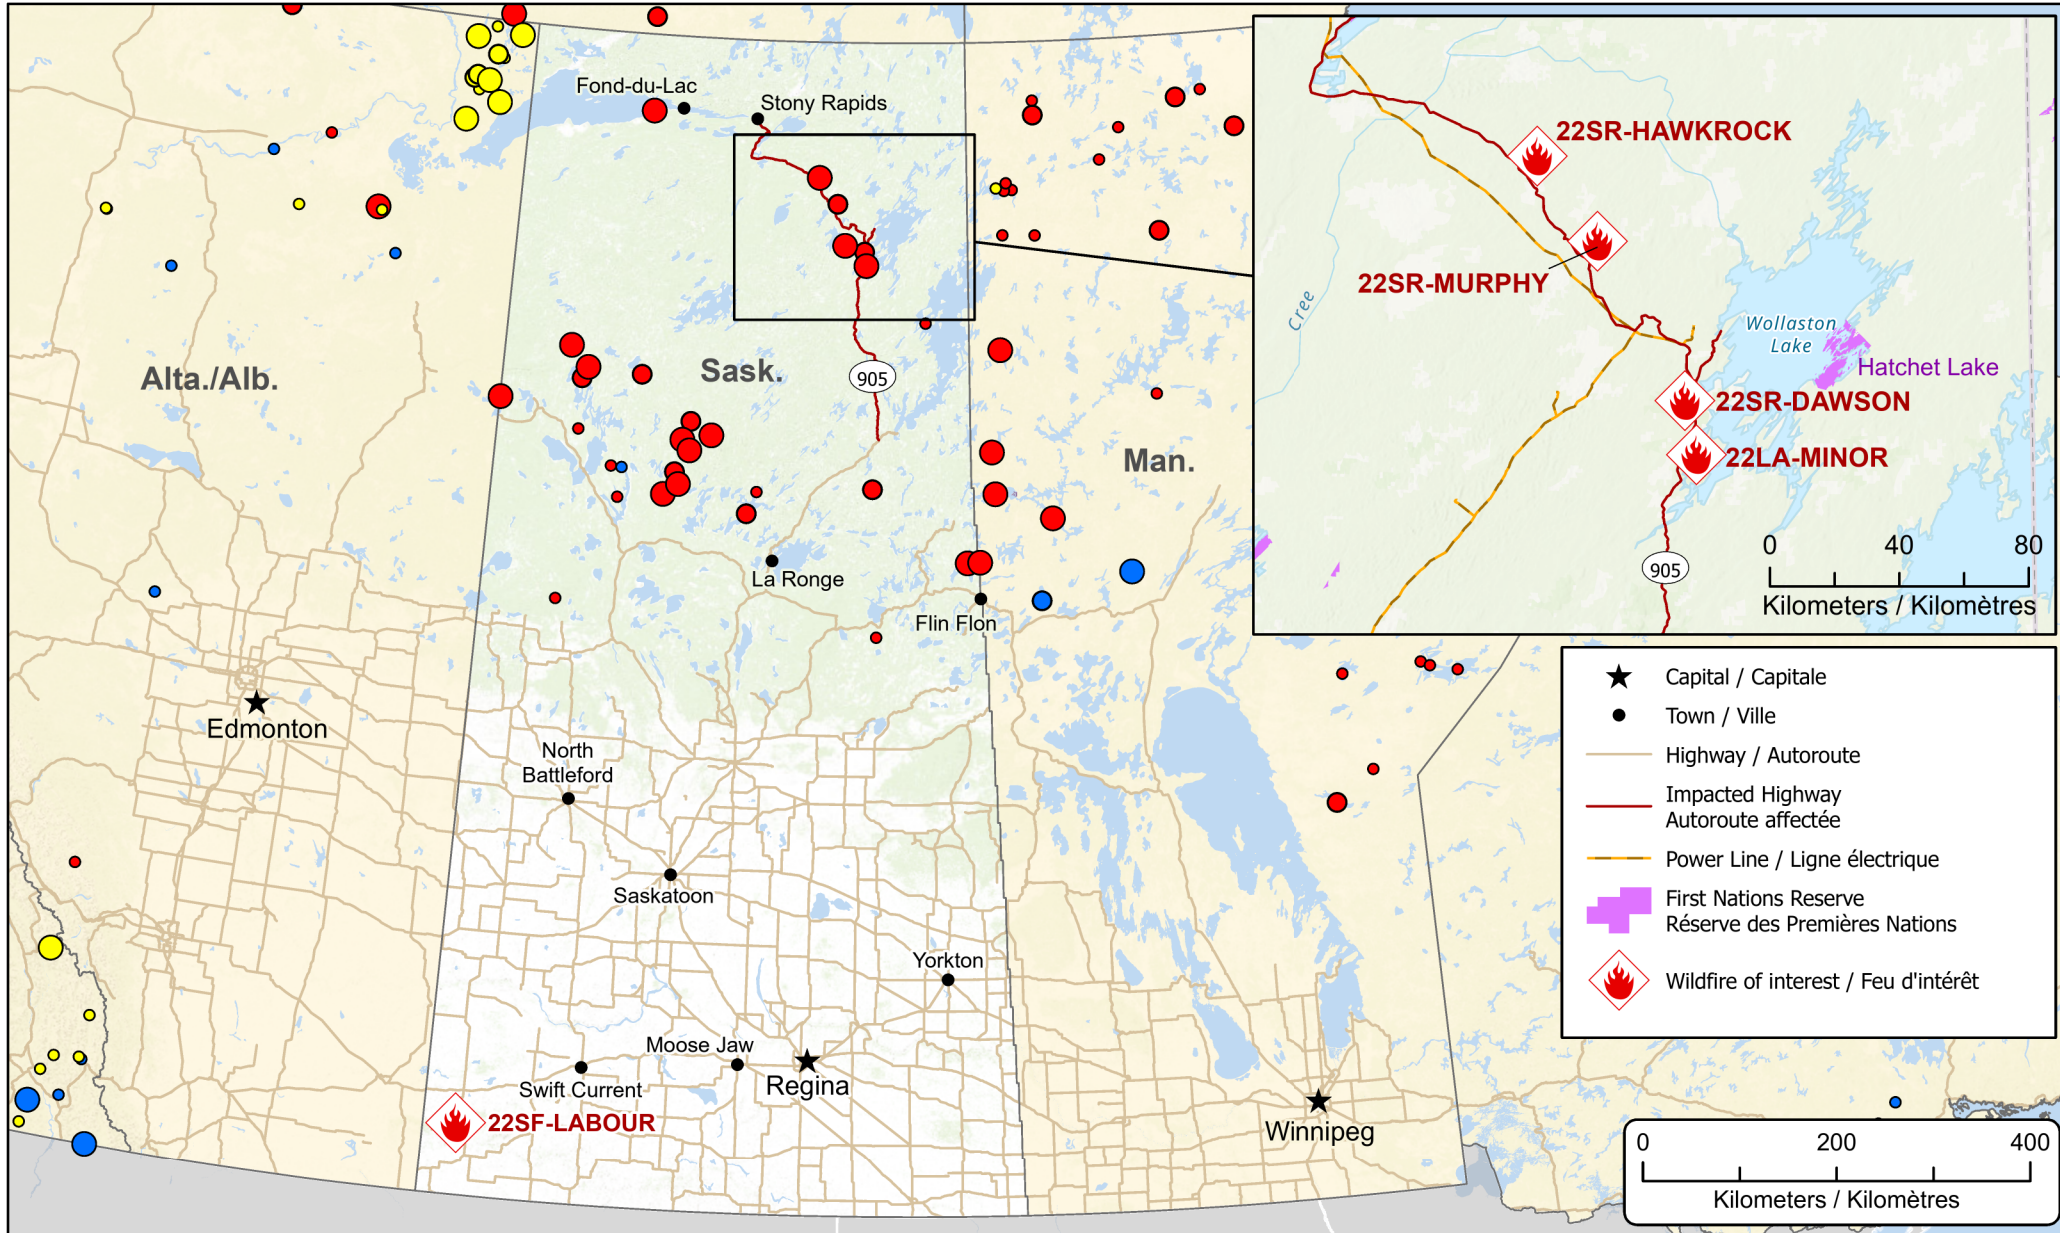 Fond-du-Lac
Stony Rapids
Alta./Alb.
Sask.
905
Man.
La Ronge
Flin Flon
Edmonton
North
Battleford
Saskatoon
Yorkton
Moose Jaw
Regina
Swift Current
22SF-LABOUR
Winnipeg
22SR-HAWKROCK
22SR-MURPHY
Cree
Wollaston
Lake
Hatchet Lake
22SR-DAWSON
22LA-MINOR
905
0 40 80
Kilometers / Kilomètres
Capital / Capitale
Town / Ville
Highway / Autoroute
Impacted Highway
Autoroute affectée
Power Line / Ligne électrique
First Nations Reserve
Réserve des Premières Nations
Wildfire of interest / Feu d'intérêt
0 200 400
Kilometers / Kilomètres